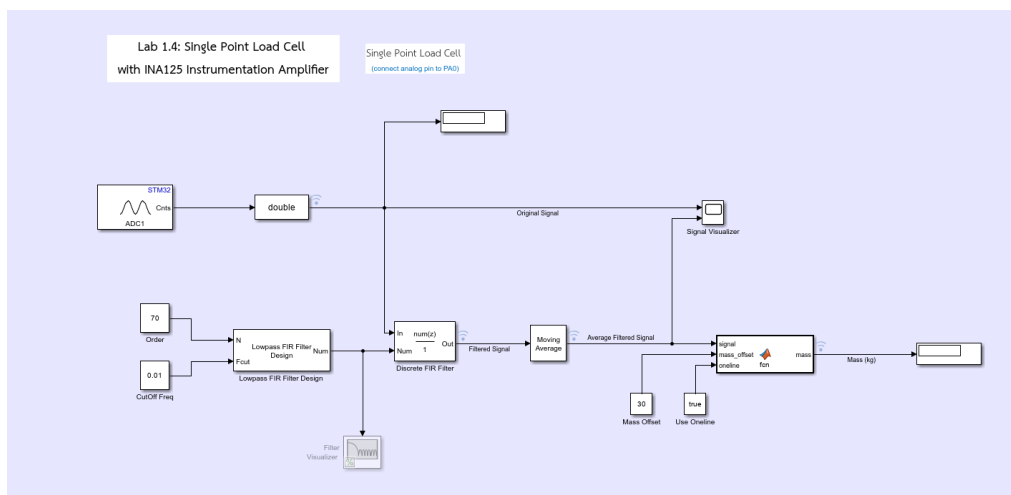 Lab 1.4: Single Point Load Cell
with INA125 Instrumentation Amplifier
Single Point Load Cell
(connect analog pin to PA0)
STM32
Cnts
ADC1
double
Original Signal
Signal Visualizer
70
Order
0.01
CutOff Freq
N
Fcut
Lowpass FIR Filter
Design
Num
Lowpass FIR Filter Design
In
Num
num(z)
1
Out
Discrete FIR Filter
Filtered Signal
Moving
Average
Average Filtered Signal
signal
mass_offset
oneline
fcn
mass
Mass (kg)
30
Mass Offset
true
Use Oneline
Filter
Visualizer